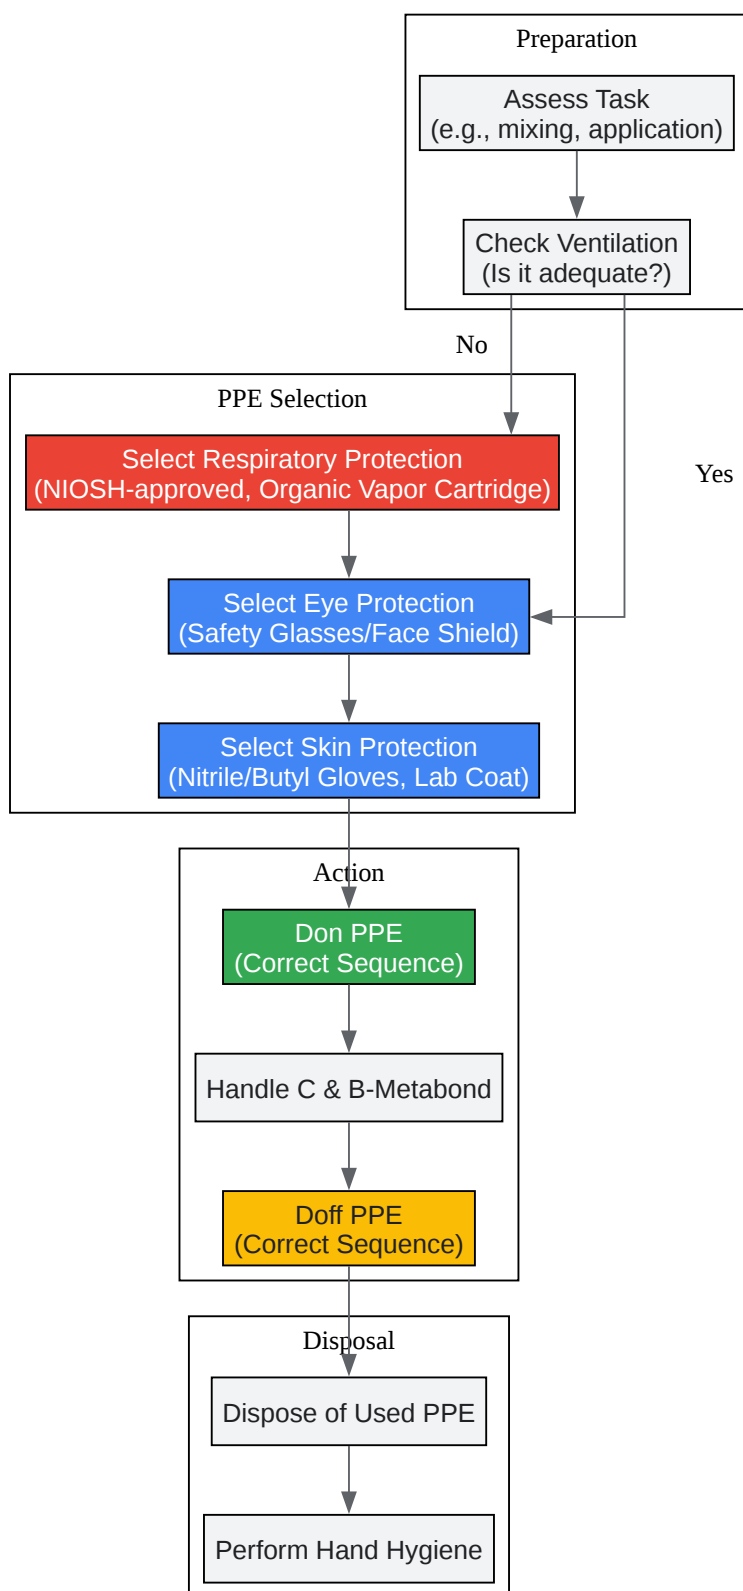 Preparation
Assess Task
(e.g., mixing, application)
Check Ventilation
(Is it adequate?)
No
Yes
PPE Selection
Select Respiratory Protection
(NIOSH-approved, Organic Vapor Cartridge)
Select Eye Protection
(Safety Glasses/Face Shield)
Select Skin Protection
(Nitrile/Butyl Gloves, Lab Coat)
Action
Don PPE
(Correct Sequence)
Handle C & B-Metabond
Doff PPE
(Correct Sequence)
Disposal
Dispose of Used PPE
Perform Hand Hygiene